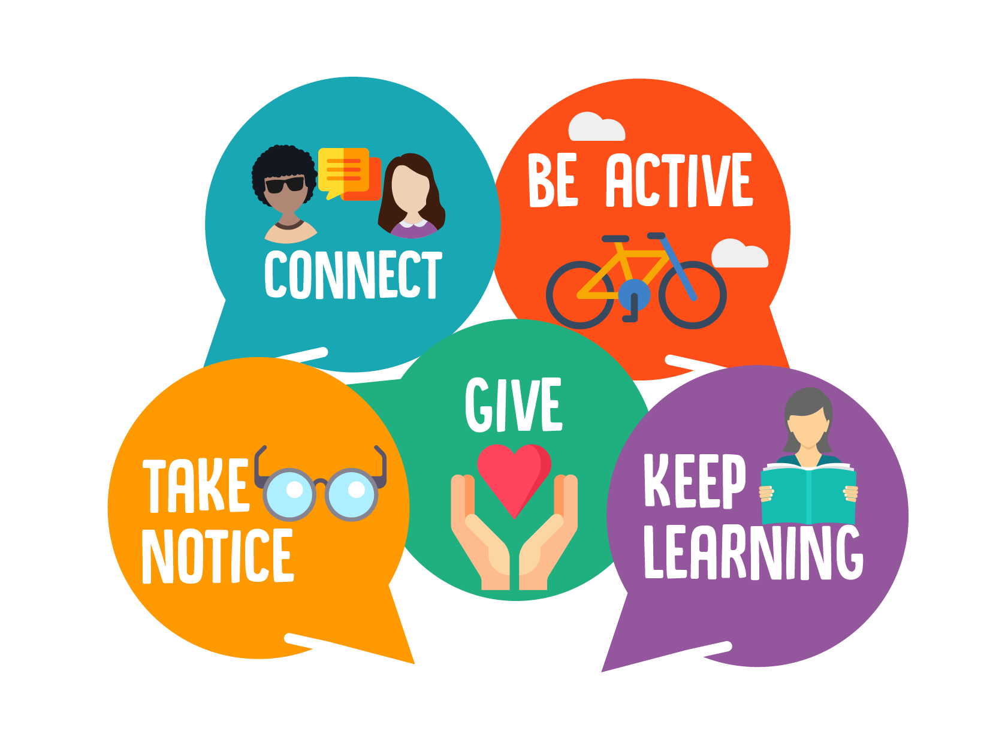 CONNECT
BE ACTIVE
TAKE
NOTICE
GIVE
KEEP
LEARNING